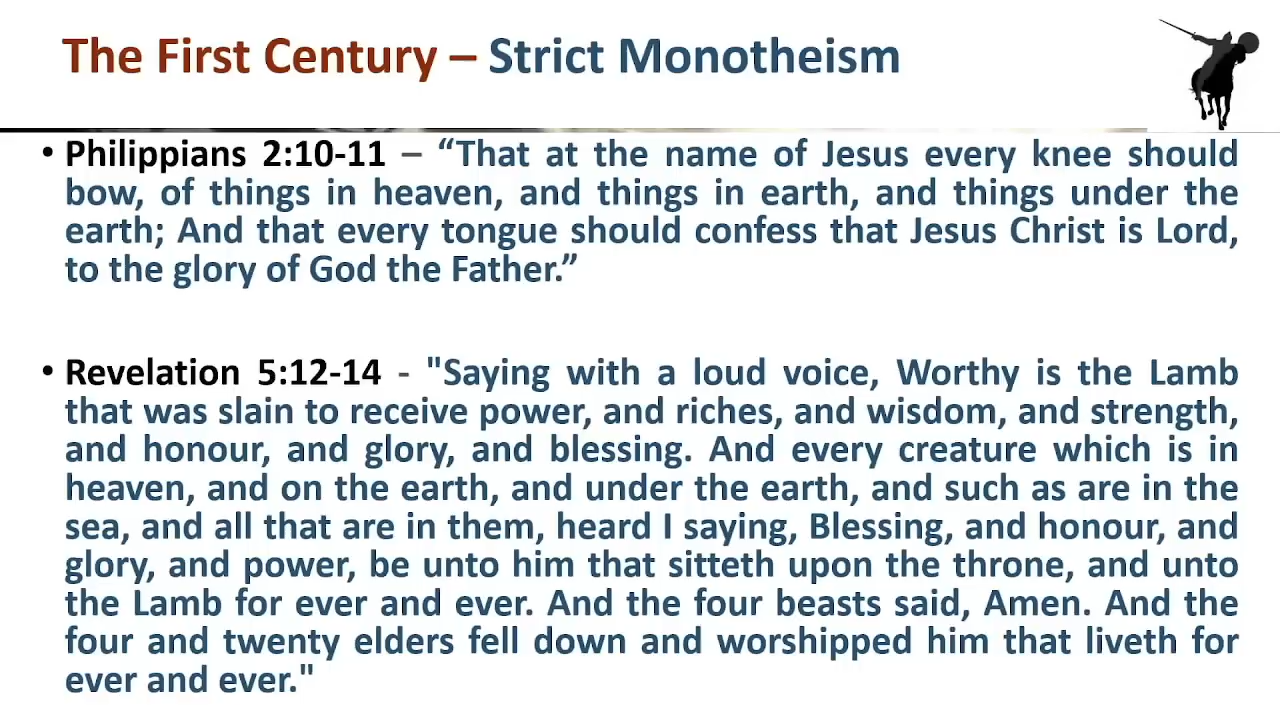 The First Century – Strict Monotheism
• Philippians 2:10-11 – “That at the name of Jesus every knee should
bow, of things in heaven, and things in earth, and things under the
earth; And that every tongue should confess that Jesus Christ is Lord,
to the glory of God the Father.”
• Revelation 5:12-14 - "Saying with a loud voice, Worthy is the Lamb
that was slain to receive power, and riches, and wisdom, and strength,
and honour, and glory, and blessing. And every creature which is in
heaven, and on the earth, and under the earth, and such as are in the
sea, and all that are in them, heard I saying, Blessing, and honour, and
glory, and power, be unto him that sitteth upon the throne, and unto
the Lamb for ever and ever. And the four beasts said, Amen. And the
four and twenty elders fell down and worshipped him that liveth for
ever and ever."